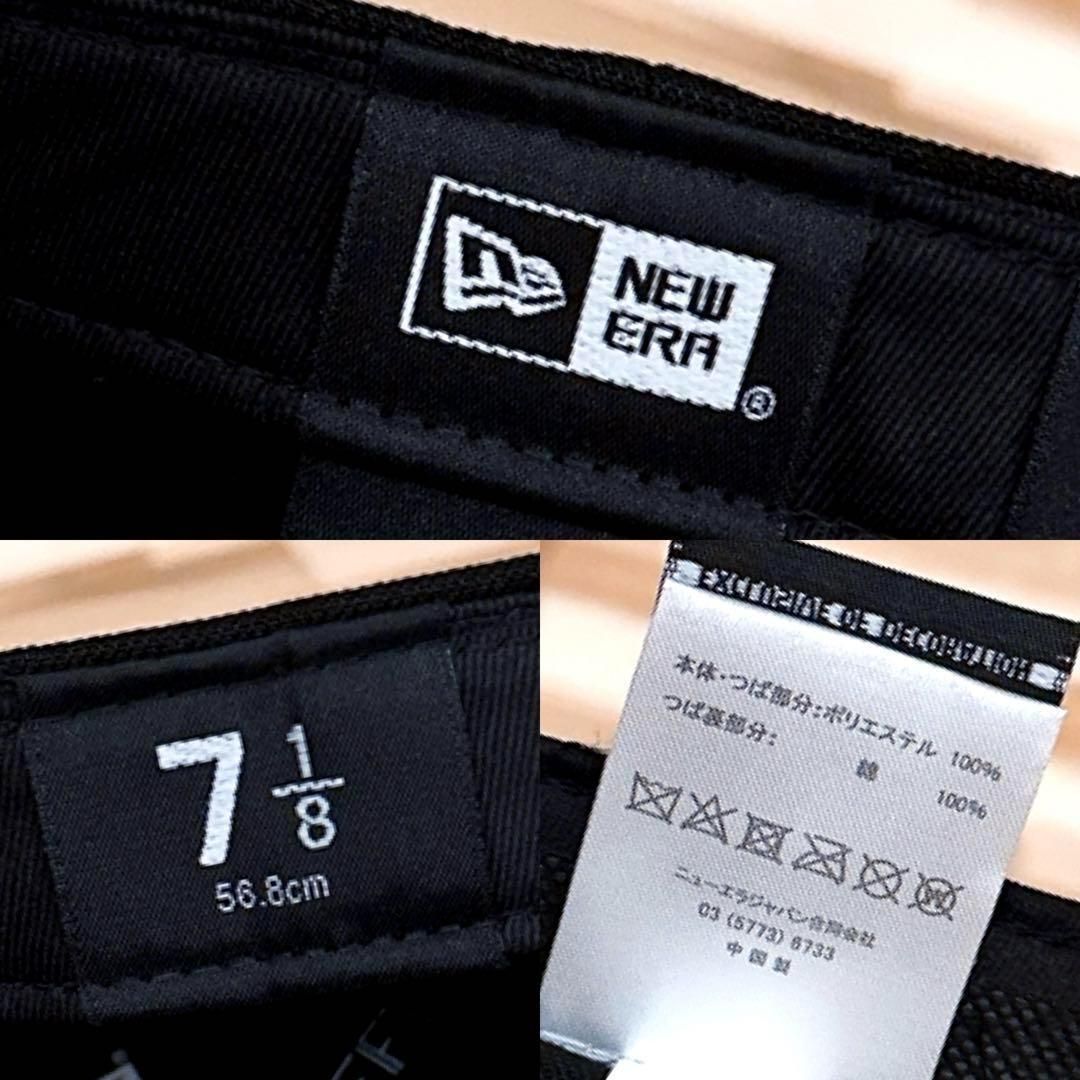 NEW
ERA
®
7 1/8
56.8cm
本体・つば部分:ポリエステル 100%
つば裏部分: 綿 100%
ニューエラジャパン合同会社
03 (5773) 8733
中国製